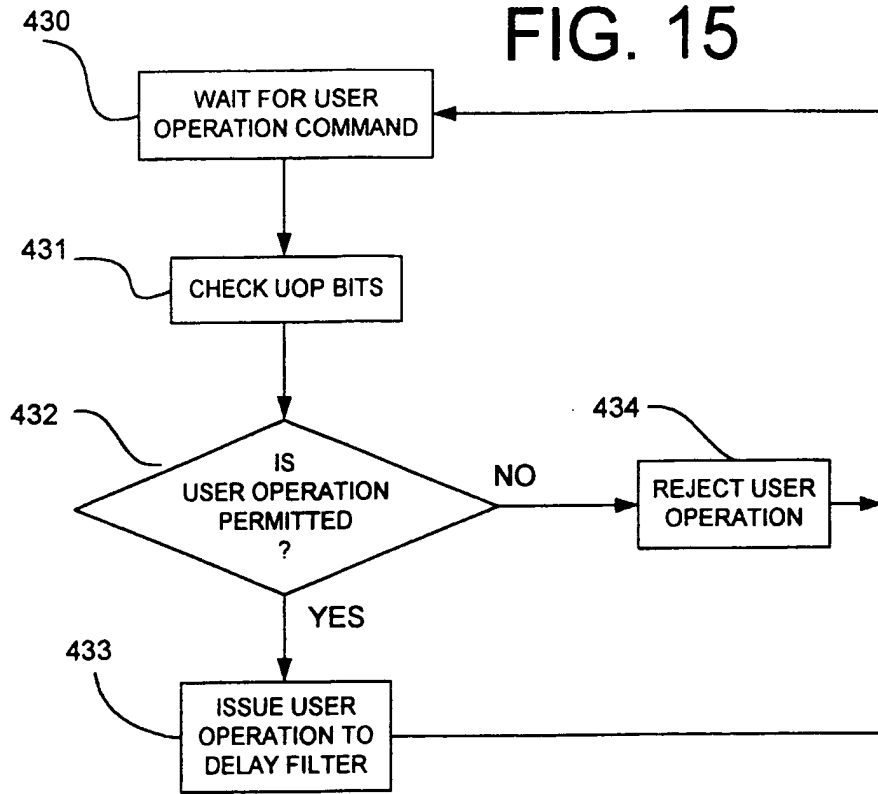 430
FIG. 15
WAIT FOR USER
OPERATION COMMAND
431
CHECK UOP BITS
432
IS
USER OPERATION
PERMITTED
?
NO
434
REJECT USER
OPERATION
YES
433
ISSUE USER
OPERATION TO
DELAY FILTER